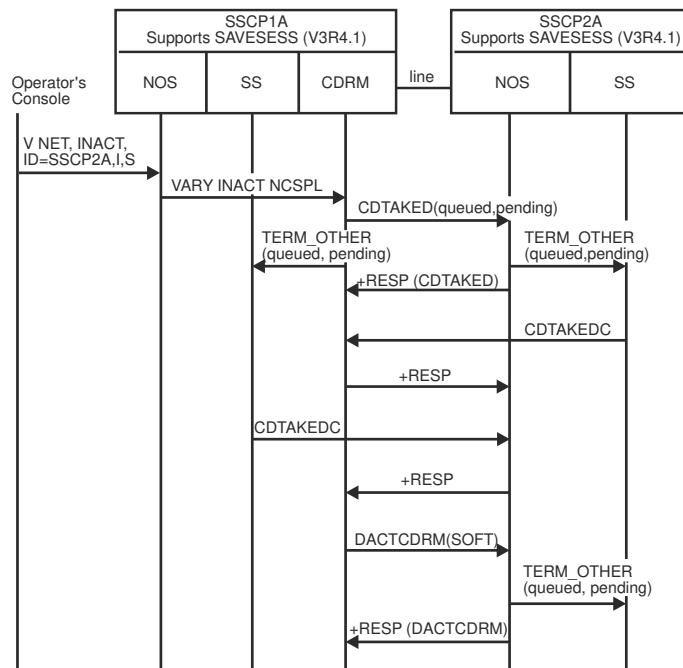 SSCP1A
Supports SAVESESS (V3R4.1)
SSCP2A
Supports SAVESESS (V3R4.1)
Operator's
Console
NOS
SS
CDRM
line
NOS
SS
V NET, INACT,
ID=SSCP2A,I,S
VARY INACT NCSPL
CDTAKED(queued,pending)
TERM_OTHER
(queued, pending)
TERM_OTHER
(queued,pending)
+RESP (CDTAKED)
CDTAKEDC
+RESP
CDTAKEDC
+RESP
DACTCDRM(SOFT)
TERM_OTHER
(queued, pending)
+RESP (DACTCDRM)